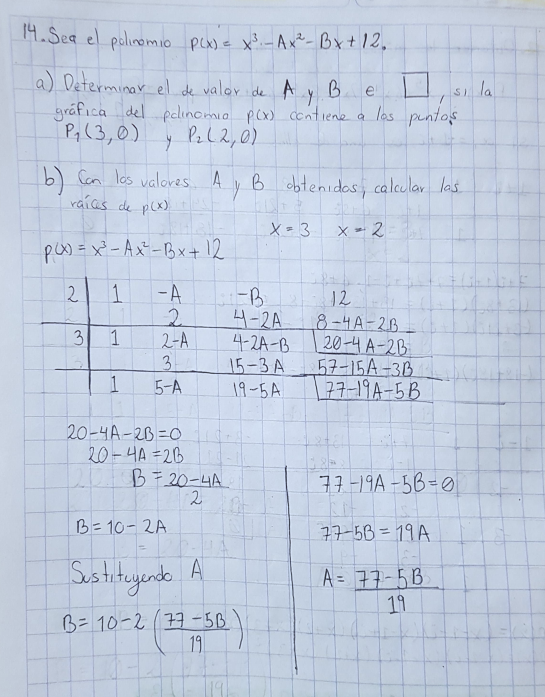 14. Sea el polinomio p(x) = x³ - Ax² - Bx + 12.
a) Determinar el de valor de A y B e □, si la
gráfica del polinomio p(x) contiene a los puntos
P₁(3,0) y P₂(2,0)
b) Con los valores A y B obtenidos, calcular las
raíces de p(x)
x = 3 x = 2
p(x) = x³ - Ax² - Bx + 12
2 1 -A -B 12
2 4-2A 8-4A-2B
3 1 2-A 4-2A-B 20-4A-2B
3 15-3A 57-15A-3B
1 5-A 19-5A 77-19A-5B
20-4A-2B=0
20-4A=2B
B = 20-4A
2
B = 10-2A
=
Sustituyendo A
B = 10-2 (77-5B
19)
77-19A-5B=0
77-5B=19A
A = 77-5B
19